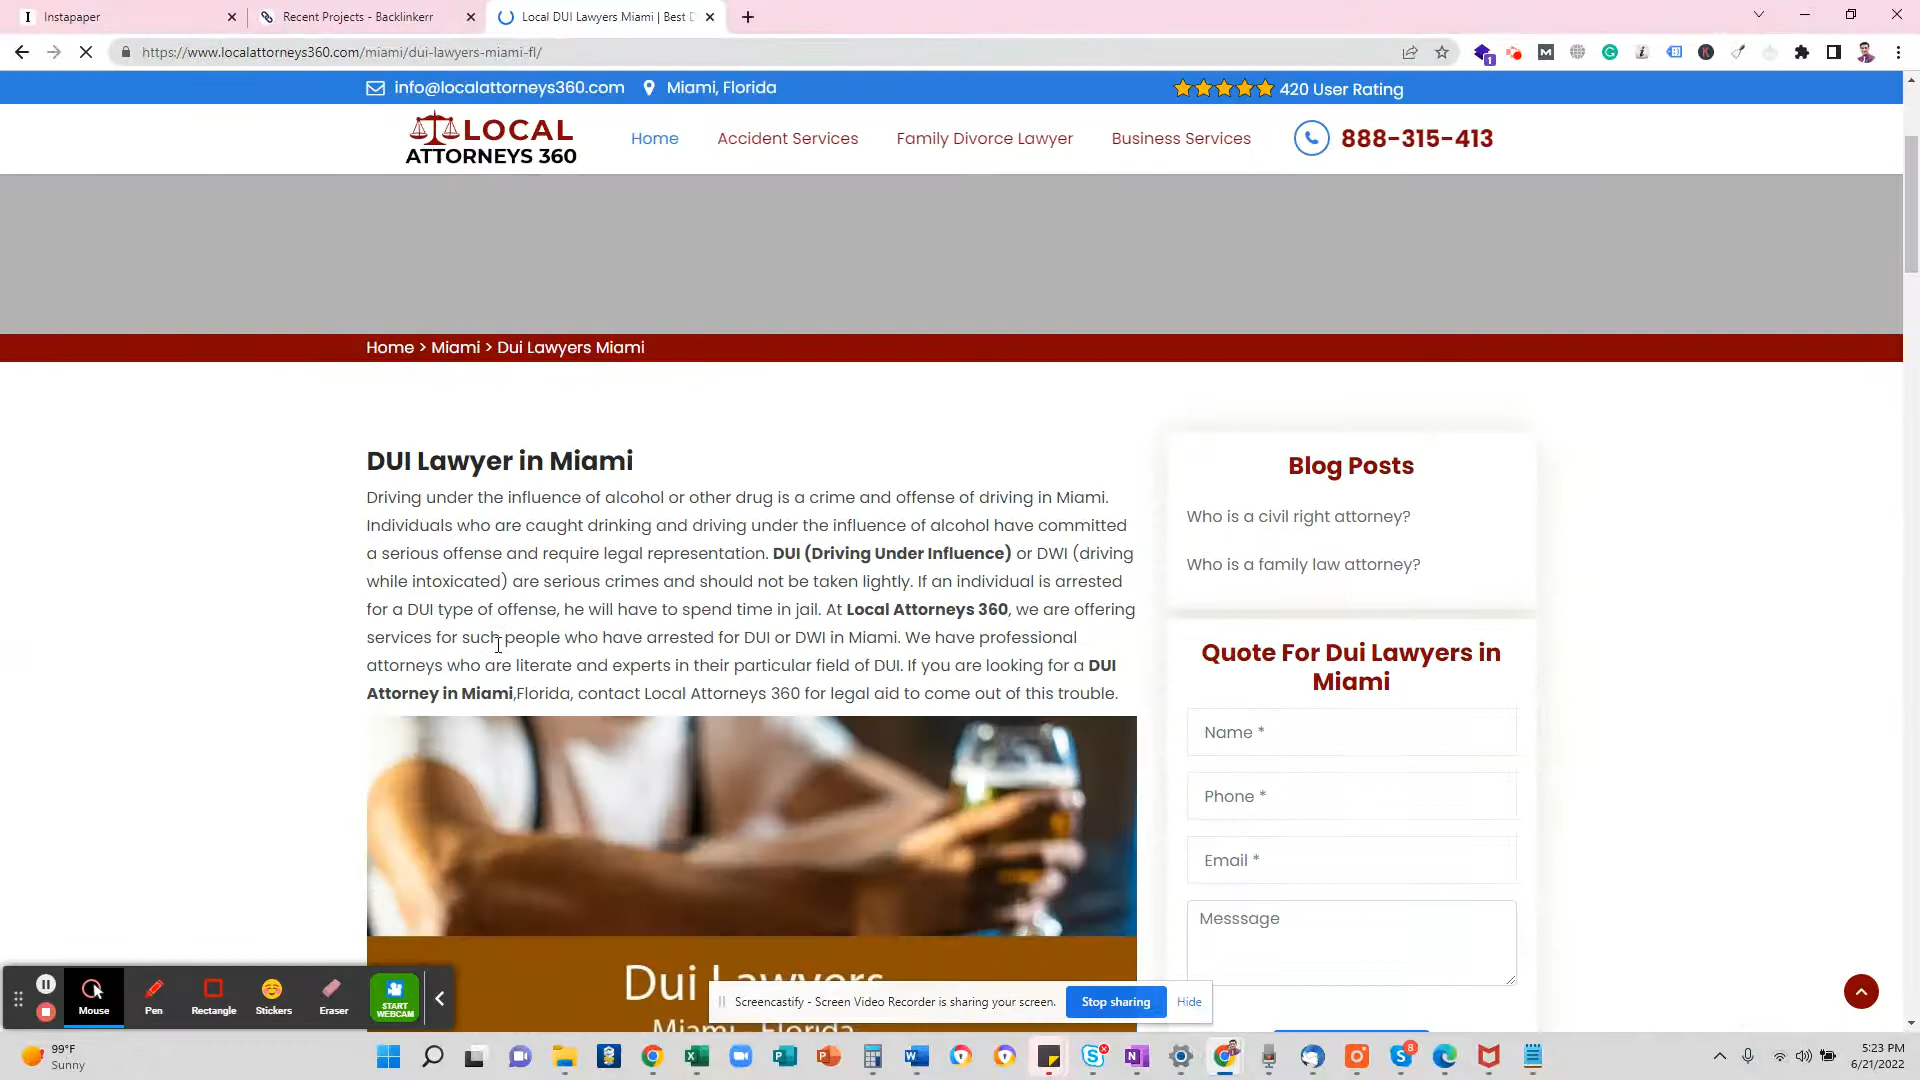 Instapaper
Recent Projects - Backlinkerr
Local DUI Lawyers Miami | Best D
https://www.localattorneys360.com/miami/dui-lawyers-miami-fl/
info@localattorneys360.com
Miami, Florida
420 User Rating
LOCAL
ATTORNEYS 360
Home
Accident Services
Family Divorce Lawyer
Business Services
888-315-413
Home > Miami > Dui Lawyers Miami
DUI Lawyer in Miami
Driving under the influence of alcohol or other drug is a crime and offense of driving in Miami.
Individuals who are caught drinking and driving under the influence of alcohol have committed
a serious offense and require legal representation. DUI (Driving Under Influence) or DWI (driving
while intoxicated) are serious crimes and should not be taken lightly. If an individual is arrested
for a DUI type of offense, he will have to spend time in jail. At Local Attorneys 360, we are offering
services for such people who have arrested for DUI or DWI in Miami. We have professional
attorneys who are literate and experts in their particular field of DUI. If you are looking for a DUI
Attorney in Miami,Florida, contact Local Attorneys 360 for legal aid to come out of this trouble.
Blog Posts
Who is a civil right attorney?
Who is a family law attorney?
Quote For Dui Lawyers in
Miami
Name *
Phone *
Email *
Messsage
Dui Lawyers
Miami - Florida
Mouse
Pen
Rectangle
Stickers
Eraser
START
WEBCAM
Screencastify - Screen Video Recorder is sharing your screen.
Stop sharing
Hide
99°F
Sunny
5:23 PM
6/21/2022